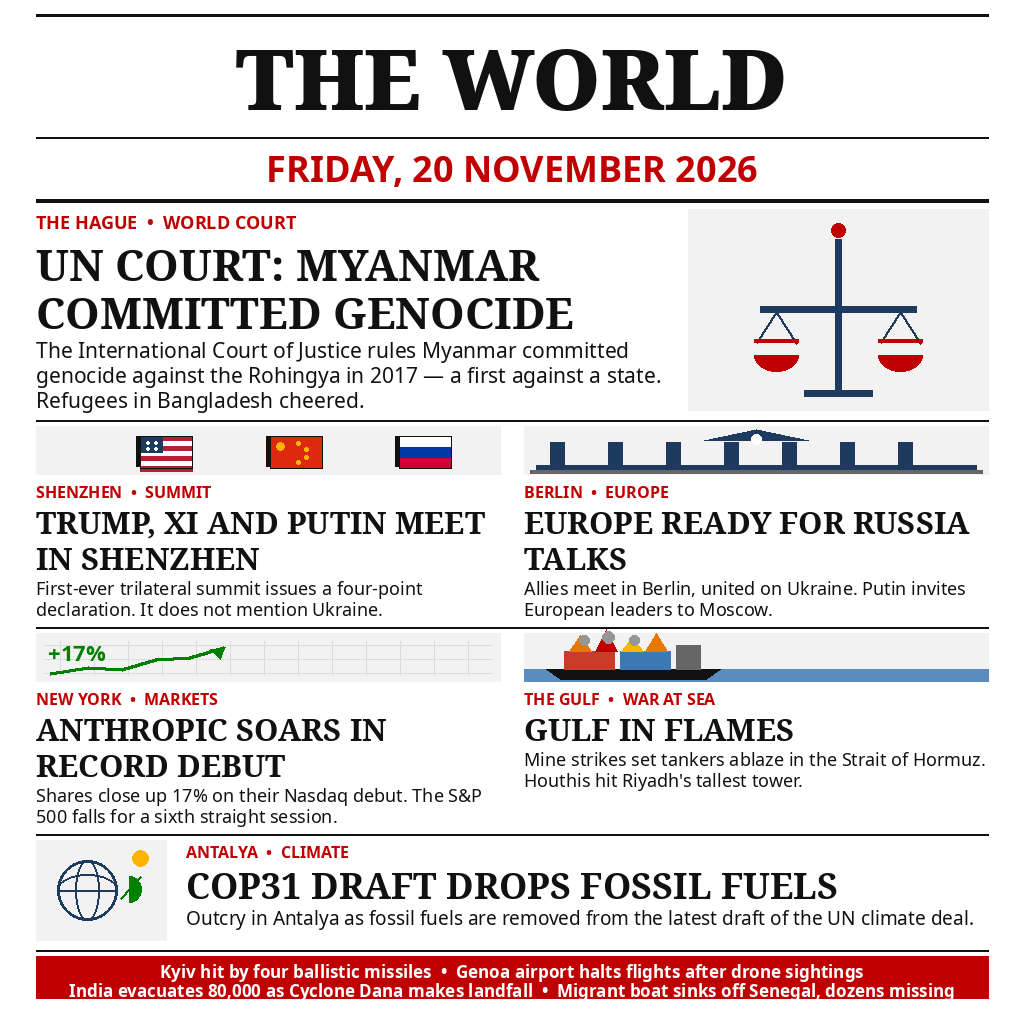 THE WORLD
FRIDAY, 20 NOVEMBER 2026
THE HAGUE • WORLD COURT
UN COURT: MYANMAR
COMMITTED GENOCIDE
The International Court of Justice rules Myanmar committed
genocide against the Rohingya in 2017 — a first against a state.
Refugees in Bangladesh cheered.
SHENZHEN • SUMMIT
TRUMP, XI AND PUTIN MEET
IN SHENZHEN
First-ever trilateral summit issues a four-point
declaration. It does not mention Ukraine.
BERLIN • EUROPE
EUROPE READY FOR RUSSIA
TALKS
Allies meet in Berlin, united on Ukraine. Putin invites
European leaders to Moscow.
+17%
NEW YORK • MARKETS
ANTHROPIC SOARS IN
RECORD DEBUT
Shares close up 17% on their Nasdaq debut. The S&P
500 falls for a sixth straight session.
THE GULF • WAR AT SEA
GULF IN FLAMES
Mine strikes set tankers ablaze in the Strait of Hormuz.
Houthis hit Riyadh's tallest tower.
ANTALYA • CLIMATE
COP31 DRAFT DROPS FOSSIL FUELS
Outcry in Antalya as fossil fuels are removed from the latest draft of the UN climate deal.
Kyiv hit by four ballistic missiles • Genoa airport halts flights after drone sightings
India evacuates 80,000 as Cyclone Dana makes landfall • Migrant boat sinks off Senegal, dozens missing